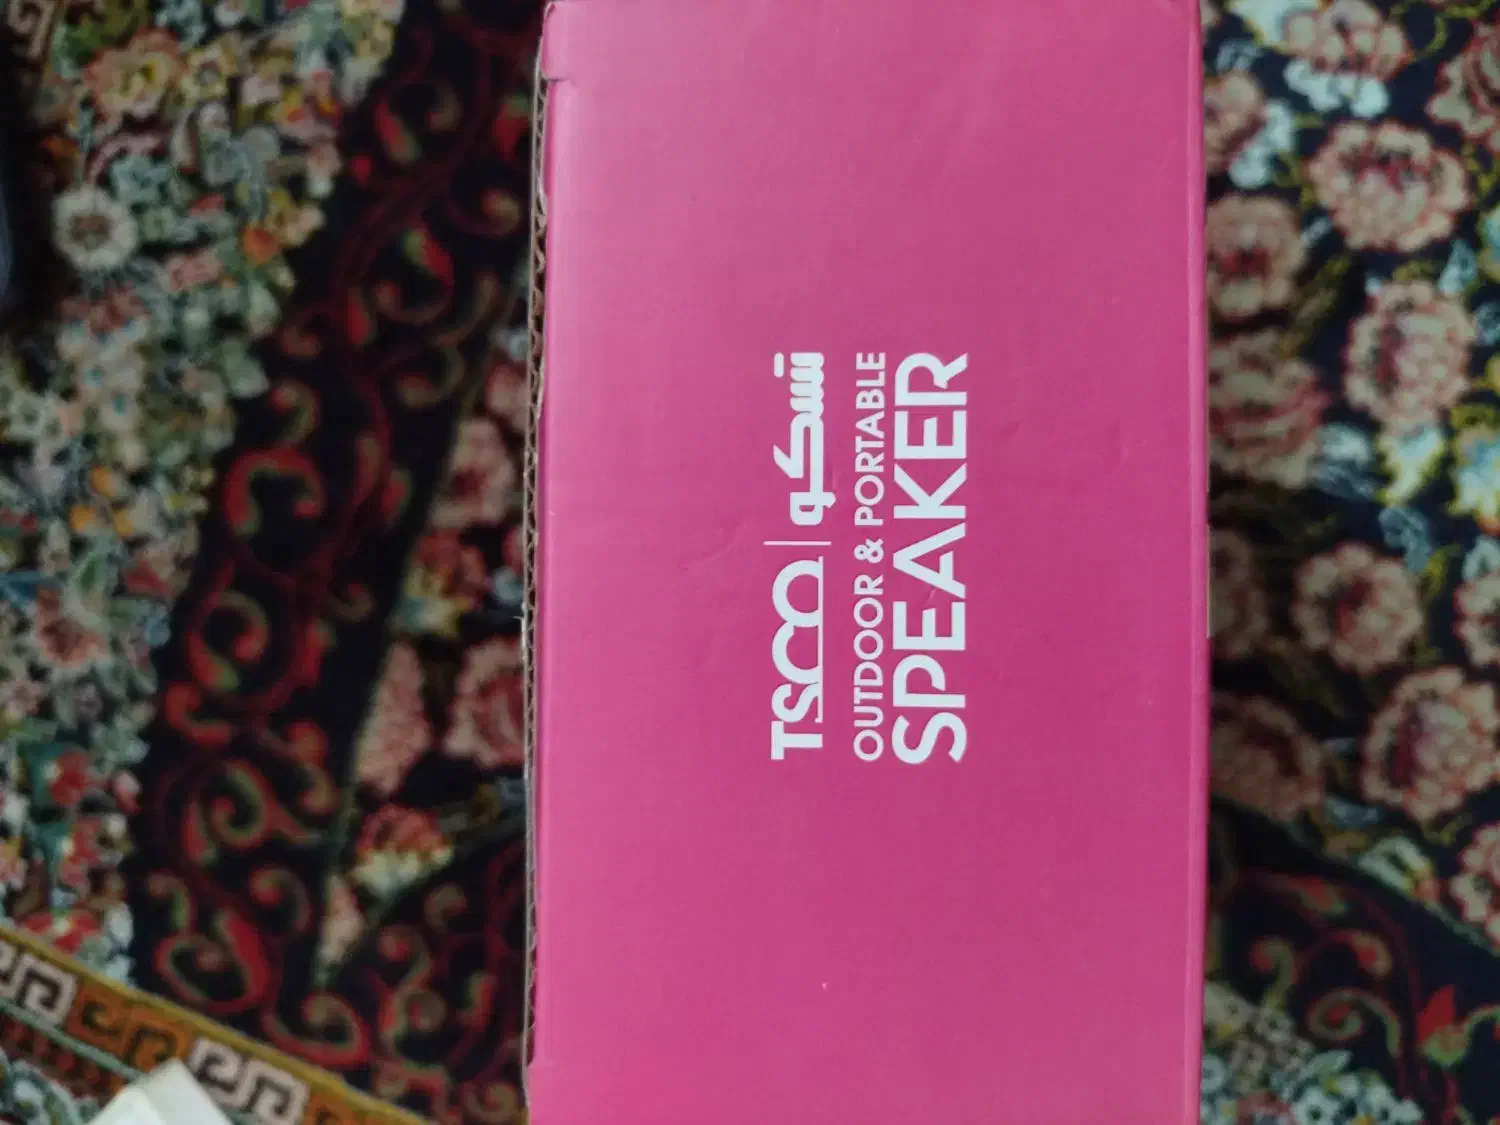 TSCO | تسکو
OUTDOOR & PORTABLE
SPEAKER